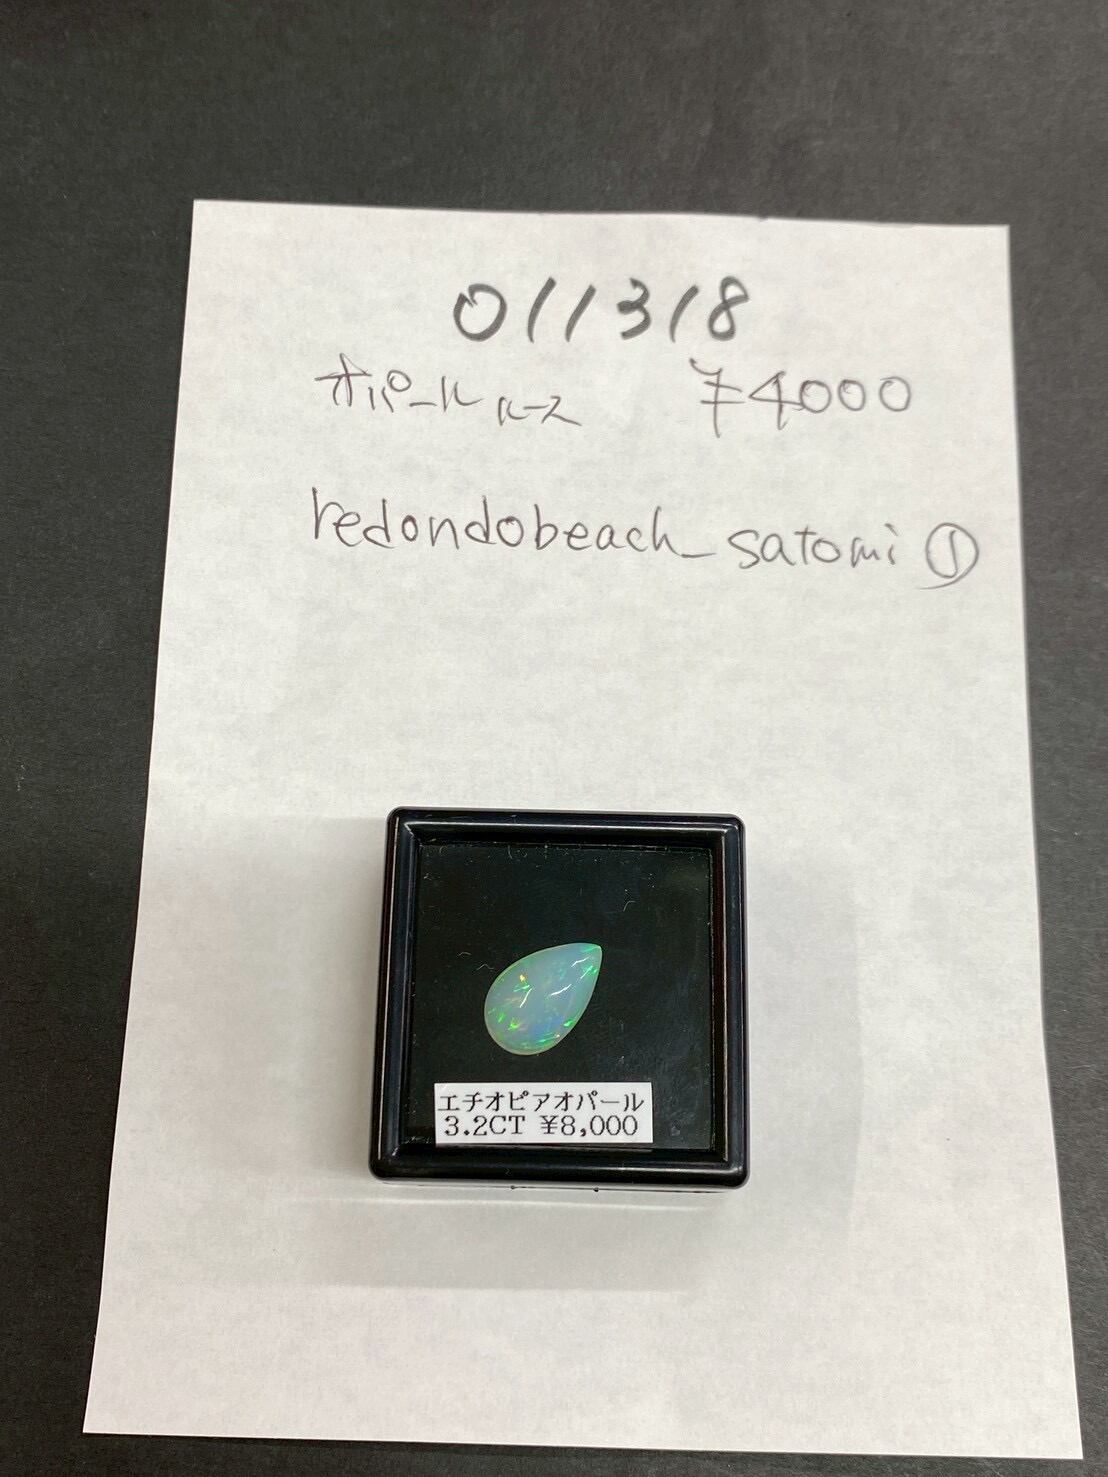 011318
オパール ルース ¥4000
redondobeach_satomi ①
エチオピアオパール
3.2CT ¥8,000